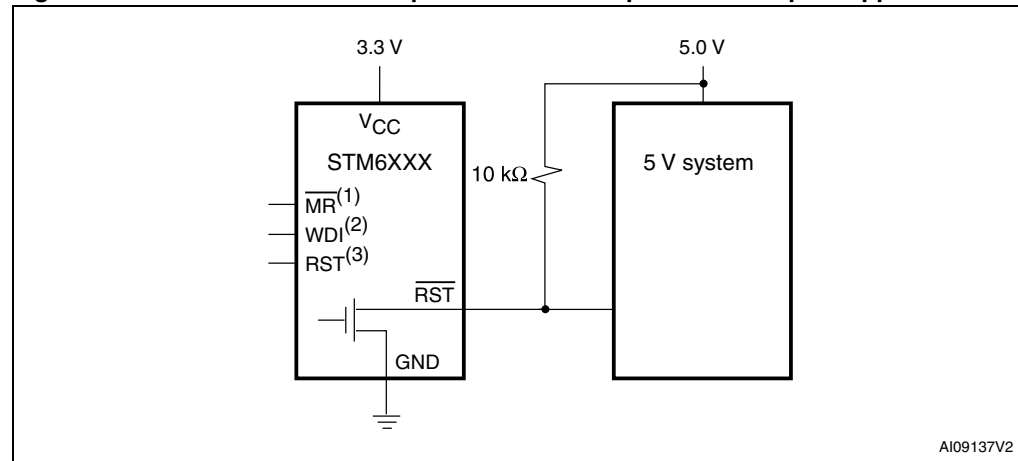 3.3 V
5.0 V
VCC
STM6XXX
10 kΩ
5 V system
MR(1)
WDI(2)
RST(3)
RST
GND
AI09137V2